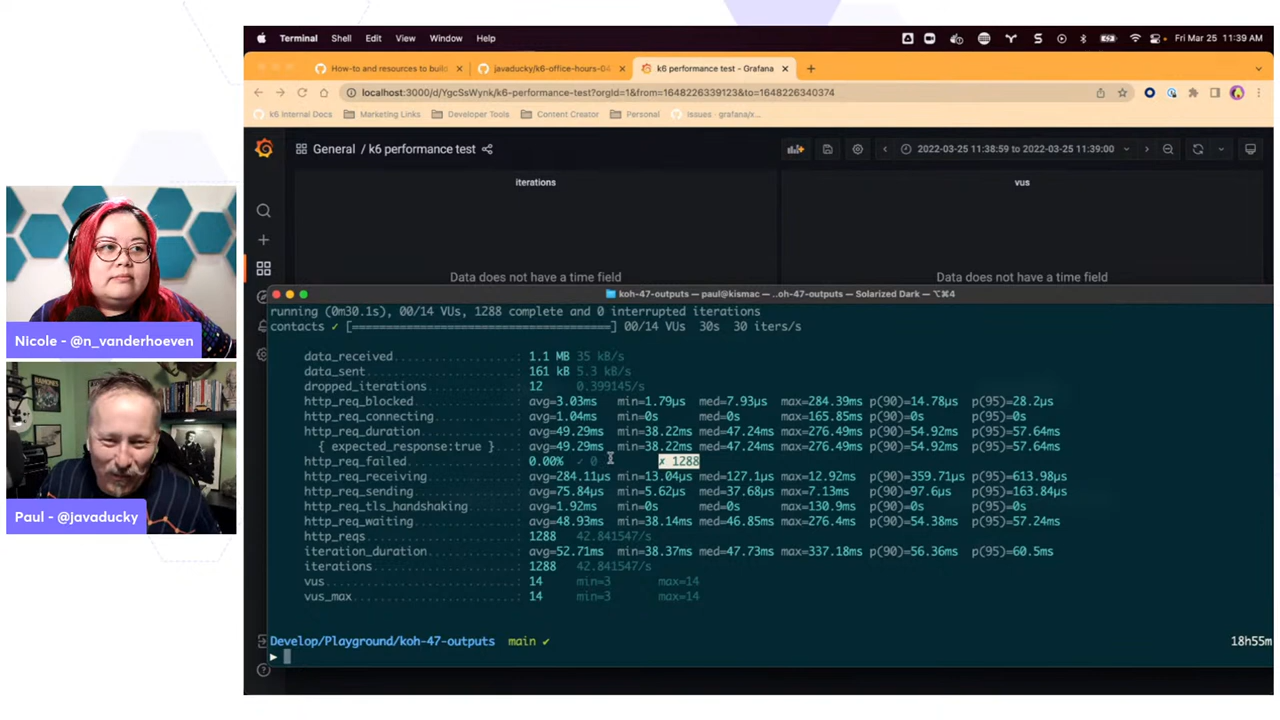 Terminal Shell Edit View Window Help Fri Mar 25 11:39 AM
How-to and resources to build × javaducky/k6-office-hours-04 × k6 performance test - Grafana × +
localhost:3000/d/YgcSsWynk/k6-performance-test?orgId=1&from=1648226339123&to=1648226340374
k6 Internal Docs Marketing Links Developer Tools Content Creator Personal Issues · grafana/x...
General / k6 performance test 2022-03-25 11:38:59 to 2022-03-25 11:39:00
iterations vus
Data does not have a time field Data does not have a time field
koh-47-outputs — paul@kismac — ..oh-47-outputs — Solarized Dark — ⌥⌘4
running (0m30.1s), 00/14 VUs, 1288 complete and 0 interrupted iterations
contacts ✓ [======================================] 00/14 VUs 30s 30 iters/s
data_received..................: 1.1 MB 35 kB/s
data_sent......................: 161 kB 5.3 kB/s
dropped_iterations.............: 12 0.399145/s
http_req_blocked...............: avg=3.03ms min=1.79µs med=7.93µs max=284.39ms p(90)=14.78µs p(95)=28.2µs
http_req_connecting............: avg=1.04ms min=0s med=0s max=165.85ms p(90)=0s p(95)=0s
http_req_duration..............: avg=49.29ms min=38.22ms med=47.24ms max=276.49ms p(90)=54.92ms p(95)=57.64ms
{ expected_response:true }...: avg=49.29ms min=38.22ms med=47.24ms max=276.49ms p(90)=54.92ms p(95)=57.64ms
http_req_failed................: 0.00% ✓ 0 ✗ 1288
http_req_receiving.............: avg=284.11µs min=13.04µs med=127.1µs max=12.92ms p(90)=359.71µs p(95)=613.98µs
http_req_sending...............: avg=75.84µs min=5.62µs med=37.68µs max=7.13ms p(90)=97.6µs p(95)=163.84µs
http_req_tls_handshaking.......: avg=1.92ms min=0s med=0s max=130.9ms p(90)=0s p(95)=0s
http_req_waiting...............: avg=48.93ms min=38.14ms med=46.85ms max=276.4ms p(90)=54.38ms p(95)=57.24ms
http_reqs......................: 1288 42.841547/s
iteration_duration.............: avg=52.71ms min=38.37ms med=47.73ms max=337.18ms p(90)=56.36ms p(95)=60.5ms
iterations.....................: 1288 42.841547/s
vus............................: 14 min=3 max=14
vus_max........................: 14 min=3 max=14
Develop/Playground/koh-47-outputs main ✔ 18h55m
Nicole - @n_vanderhoeven
Paul - @javaducky